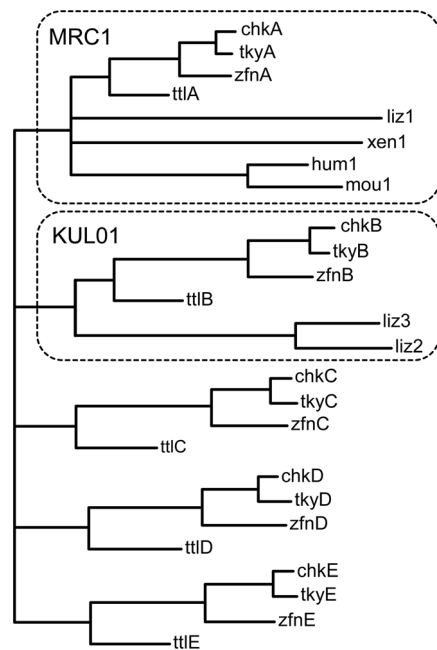 MRC1
chkA
tkyA
zfnA
ttlA
liz1
xen1
hum1
mou1
KUL01
chkB
tkyB
zfnB
ttlB
liz3
liz2
chkC
tkyC
zfnC
ttlC
chkD
tkyD
zfnD
ttlD
chkE
tkyE
zfnE
ttlE